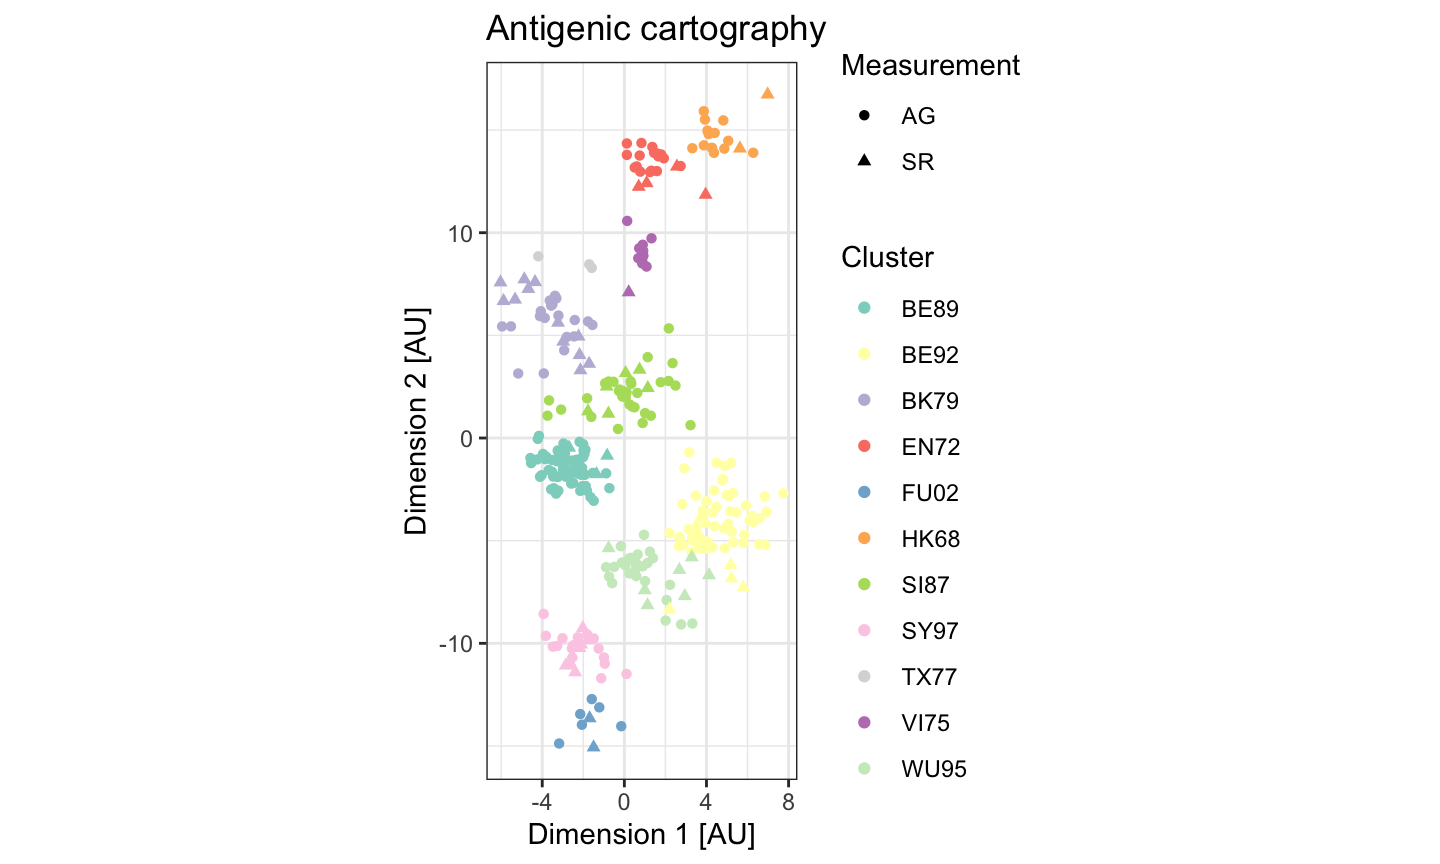 Antigenic cartography
Measurement
AG
SR
Cluster
BE89
BE92
BK79
EN72
FU02
HK68
SI87
SY97
TX77
VI75
WU95
Dimension 2 [AU]
10
0
-10
-4 0 4 8
Dimension 1 [AU]